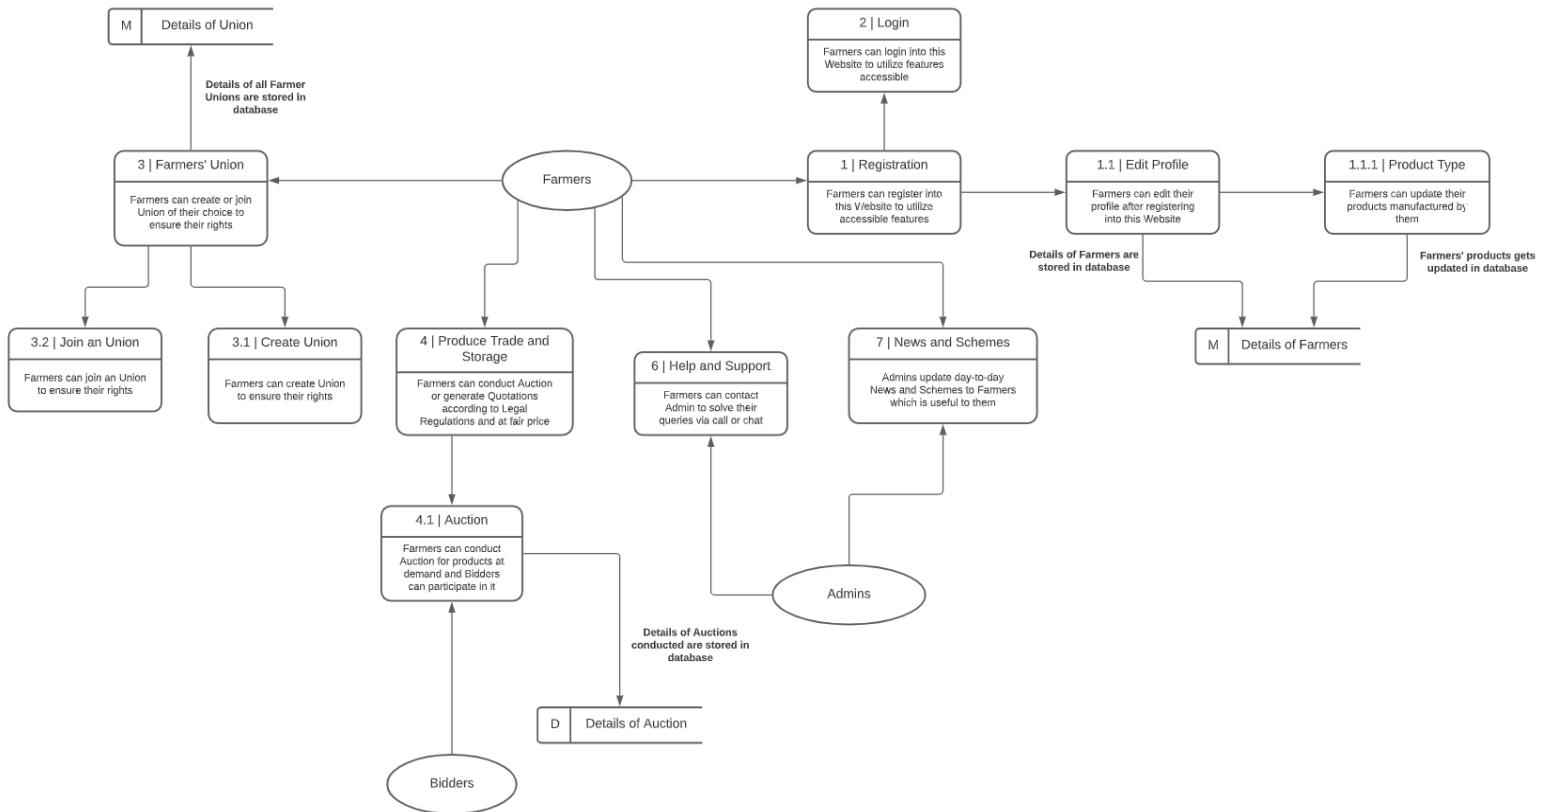 M Details of Union
2 | Login
Farmers can login into this
Website to utilize features
accessible
Details of all Farmer
Unions are stored in
database
3 | Farmers' Union
Farmers can create or join
Union of their choice to
ensure their rights
Farmers
1 | Registration
Farmers can register into
this Website to utilize
accessible features
1.1 | Edit Profile
Farmers can edit their
profile after registering
into this Website
1.1.1 | Product Type
Farmers can update their
products manufactured by
them
Details of Farmers are
stored in database
Farmers' products gets
updated in database
3.2 | Join an Union
Farmers can join an Union
to ensure their rights
3.1 | Create Union
Farmers can create Union
to ensure their rights
4 | Produce Trade and
Storage
Farmers can conduct Auction
or generate Quotations
according to Legal
Regulations and at fair price
6 | Help and Support
Farmers can contact
Admin to solve their
queries via call or chat
7 | News and Schemes
Admins update day-to-day
News and Schemes to Farmers
which is useful to them
M Details of Farmers
4.1 | Auction
Farmers can conduct
Auction for products at
demand and Bidders
can participate in it
Admins
Details of Auctions
conducted are stored in
database
D Details of Auction
Bidders